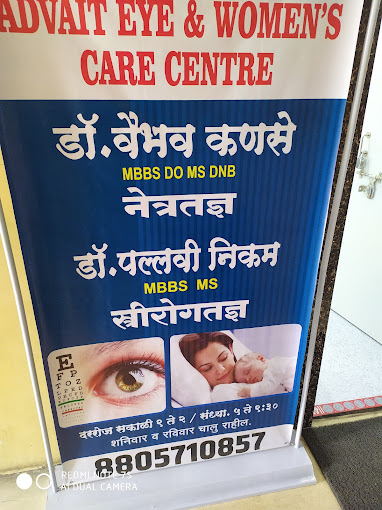 ADVAIT EYE & WOMEN'S
CARE CENTRE
डॉ.वैभव कणसे
MBBS DO MS DNB
नेत्रतज्ञ
डॉ.पल्लवी निकम
MBBS MS
स्त्रीरोगतज्ञ
E
F P
T O Z
दररोज सकाळी ९ ते २ / संध्या. ५ ते ९:३०
शनिवार व रविवार चालु राहील.
8805710857
REDMI NOTE 7S
AI DUAL CAMERA